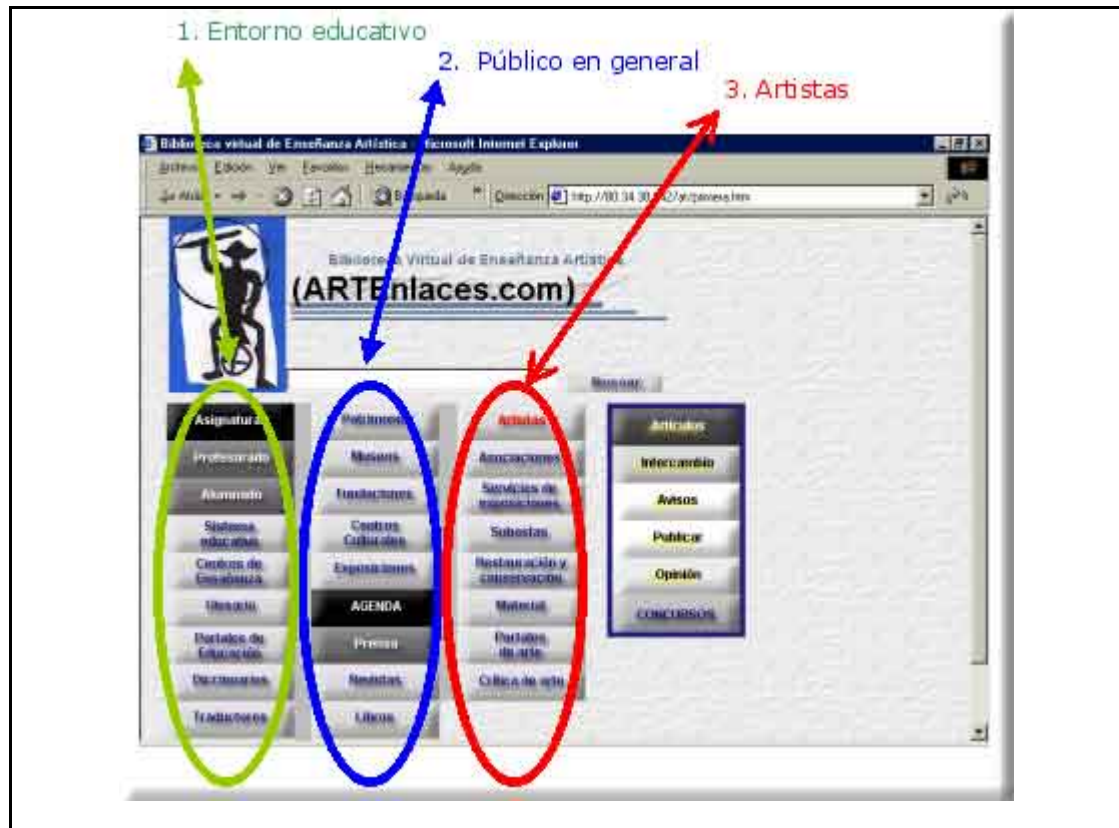 1. Entorno educativo
2. Público en general
3. Artistas
Biblioteca virtual de Enseñanza Artística - Microsoft Internet Explorer
Archivo Edición Ver Favoritos Herramientas Ayuda
Atrás Búsqueda Dirección
Biblioteca Virtual de Enseñanza Artística
(ARTEnlaces.com)
Buscar
Asignaturas
Profesorado
Alumnado
Sistema
educativo
Centros de
Enseñanza
Glosario
Portales de
Educación
Diccionarios
Traductores
Patrimonio
Museos
Fundaciones
Centros
Culturales
Exposiciones
AGENDA
Prensa
Revistas
Libros
Artistas
Asociaciones
Servicios de
exposiciones
Subastas
Restauración y
conservación
Material
Portales
de arte
Crítica de arte
Artículos
Intercambio
Avisos
Publicar
Opinión
CONCURSOS